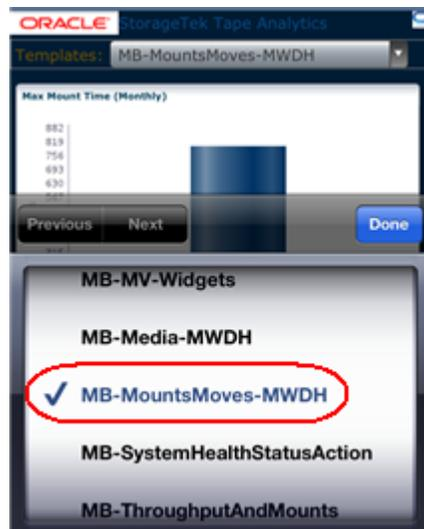 ORACLE StorageTek Tape Analytics
Templates: MB-MountsMoves-MWDH
Max Mount Time (Monthly)
882
819
756
693
630
567
Previous Next Done
MB-MV-Widgets
MB-Media-MWDH
✓ MB-MountsMoves-MWDH
MB-SystemHealthStatusAction
MB-ThroughputAndMounts